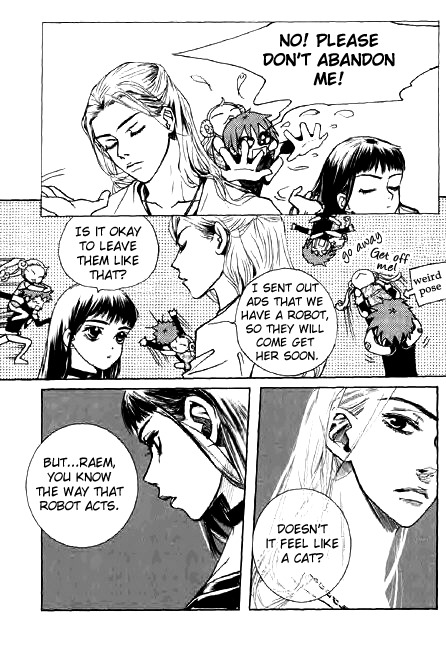 NO! PLEASE
DON'T ABANDON
ME!
IS IT OKAY
TO LEAVE
THEM LIKE
THAT?
I SENT OUT
ADS THAT WE
HAVE A ROBOT,
SO THEY WILL
COME GET
HER SOON.
go away
Get off
me!
weird
pose
BUT...RAEM,
YOU KNOW
THE WAY THAT
ROBOT ACTS.
DOESN'T
IT FEEL LIKE
A CAT?